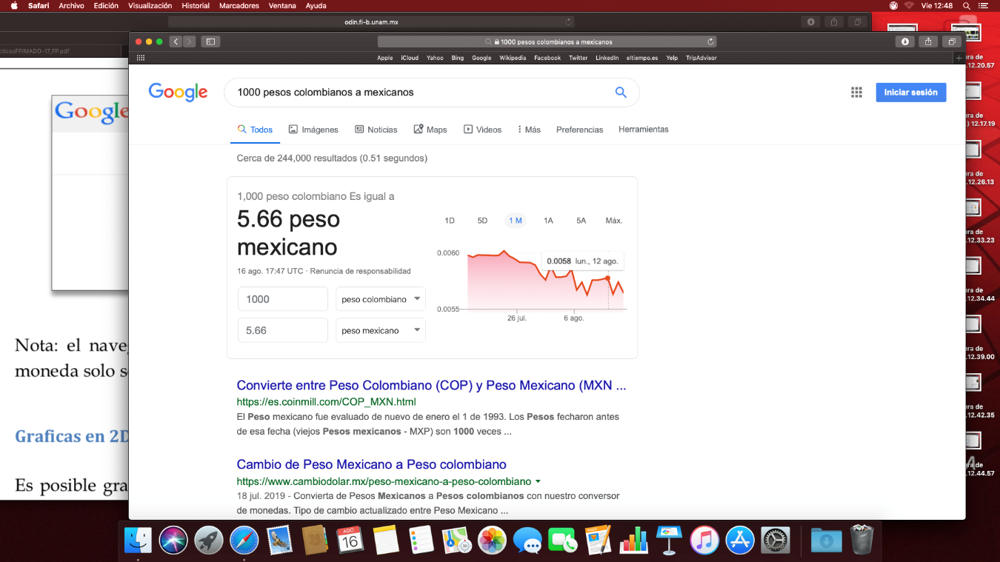 Safari Archivo Edición Visualización Historial Marcadores Ventana Ayuda
Vie 12:48
odin.fi-b.unam.mx
cticasFP/MADO-17_FP.pdf
1000 pesos colombianos a mexicanos
Apple iCloud Yahoo Bing Google Wikipedia Facebook Twitter LinkedIn eltiempo.es Yelp TripAdvisor
Google
1000 pesos colombianos a mexicanos
Iniciar sesión
Todos Imágenes Noticias Maps Videos Más Preferencias Herramientas
Cerca de 244,000 resultados (0.51 segundos)
1,000 peso colombiano Es igual a
5.66 peso
mexicano
16 ago. 17:47 UTC · Renuncia de responsabilidad
1000 peso colombiano
5.66 peso mexicano
1D 5D 1 M 1A 5A Máx.
0.0060
0.0058 lun., 12 ago.
0.0055
26 jul. 6 ago.
Convierte entre Peso Colombiano (COP) y Peso Mexicano (MXN ...
https://es.coinmill.com/COP_MXN.html
El Peso mexicano fue evaluado de nuevo de enero el 1 de 1993. Los Pesos fecharon antes
de esa fecha (viejos Pesos mexicanos - MXP) son 1000 veces ...
Cambio de Peso Mexicano a Peso colombiano
https://www.cambiodolar.mx/peso-mexicano-a-peso-colombiano
18 jul. 2019 - Convierta de Pesos Mexicanos a Pesos colombianos con nuestro conversor
de monedas. Tipo de cambio actualizado entre Peso Mexicano ...
Google
Nota: el nave
moneda solo s
Graficas en 2D
Es posible gra
ra de
.12.20.57
ra de
) 12.17.19
ra de
.12.26.13
ra de
.12.33.23
ra de
.12.34.44
ra de
.12.39.00
ra de
.12.42.35
ra de
.12.44.57
AGO
16